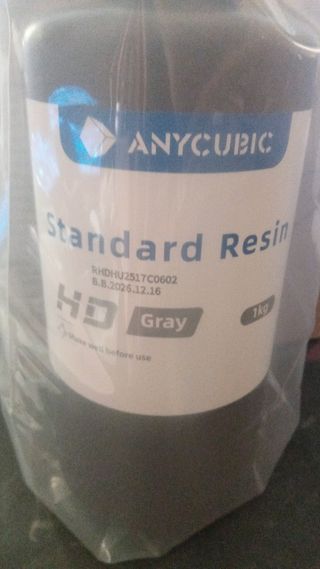 ANYCUBIC
Standard Resin
RHDHU2517C0602
B.B.2026.12.16
HD Gray 1kg
Shake well before use